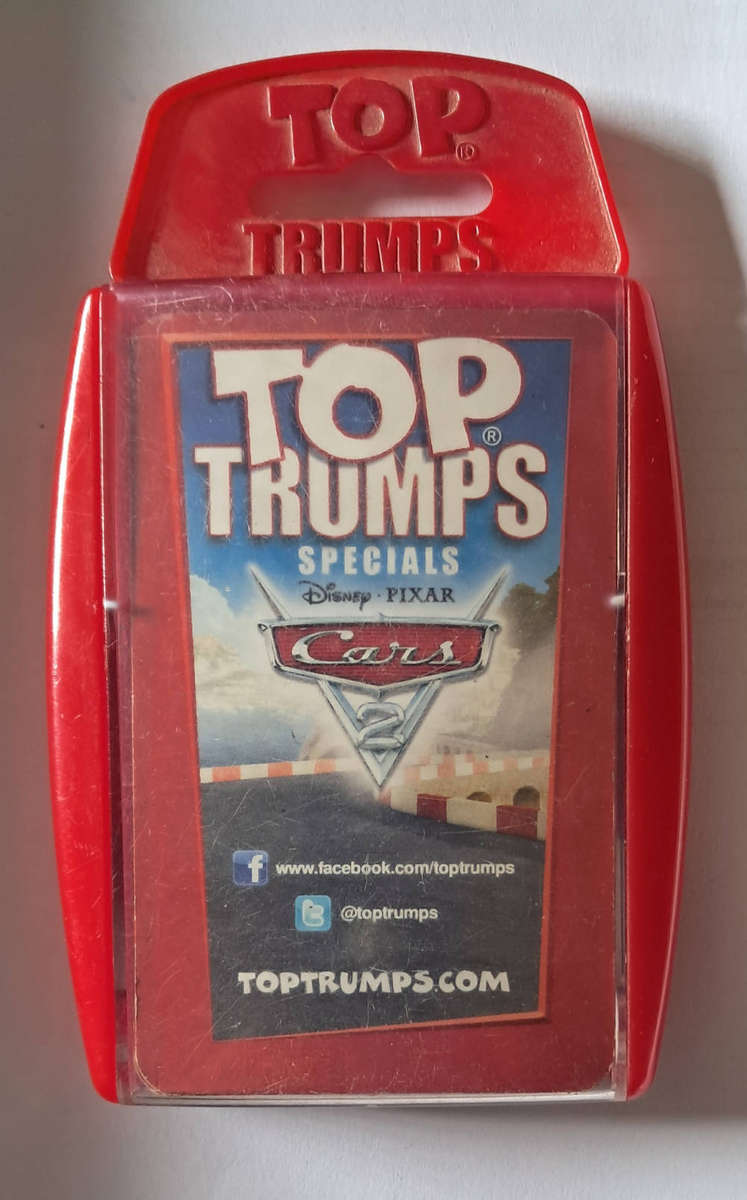 TOP
®
TRUMPS
TOP
®
TRUMPS
SPECIALS
Disney · PIXAR
Cars
2
f www.facebook.com/toptrumps
t @toptrumps
TOPTRUMPS.COM